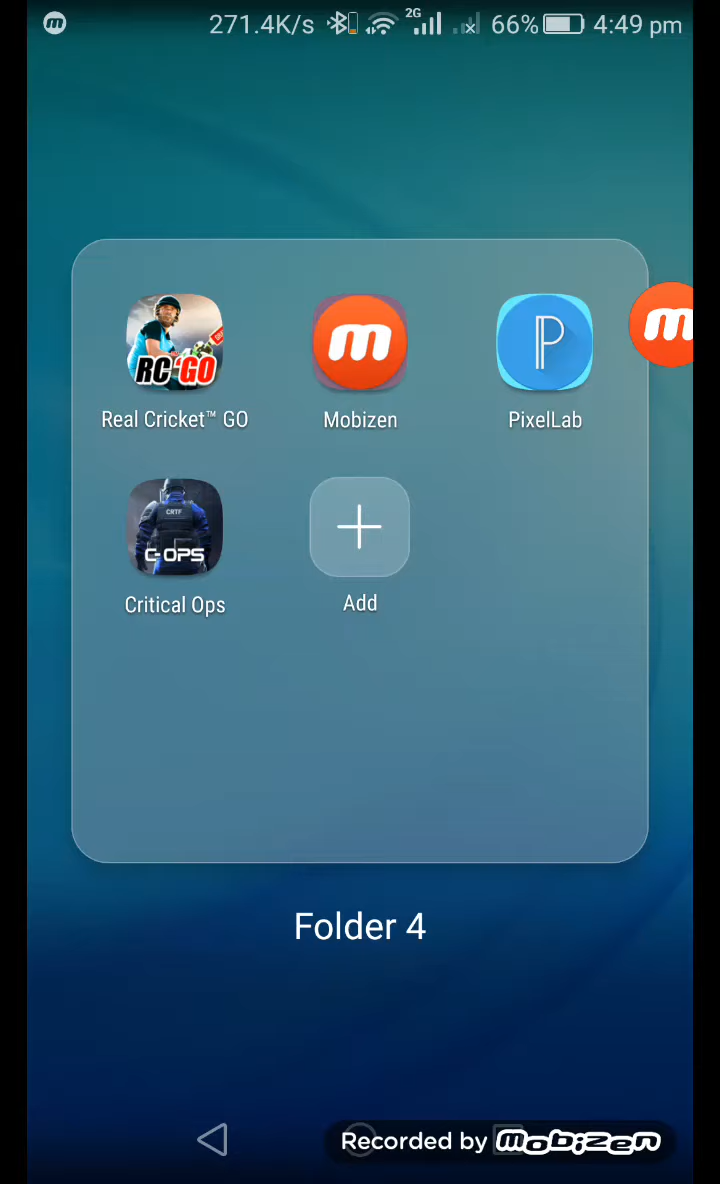 271.4K/s 2G 66% 4:49 pm
RC'GO
Real Cricket™ GO
Mobizen
PixelLab
CRTF
C-OPS
Critical Ops
Add
Folder 4
Recorded by mobizen